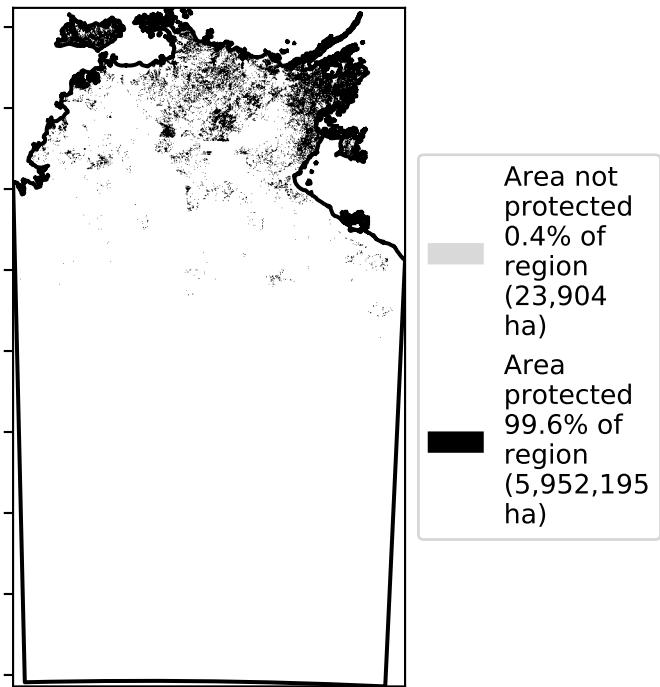 Area not
protected
0.4% of
region
(23,904
ha)
Area
protected
99.6% of
region
(5,952,195
ha)